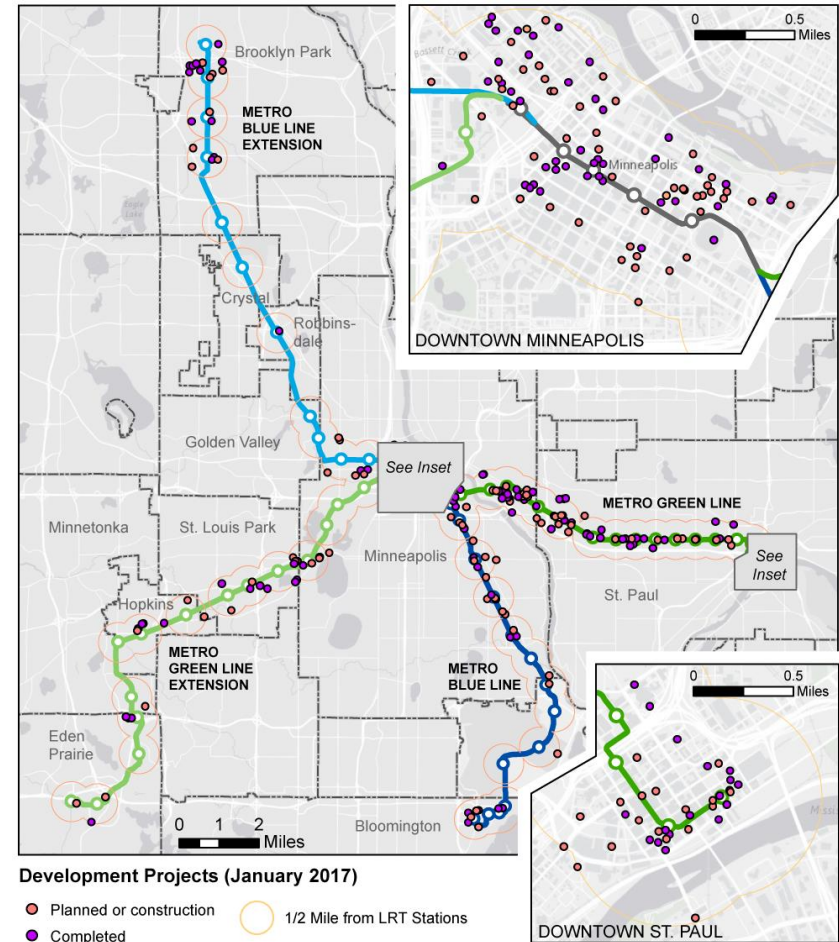 Brooklyn Park
METRO
BLUE LINE
EXTENSION
Crystal
Robbins-
dale
Golden Valley
See Inset
Minnetonka
St. Louis Park
Minneapolis
METRO GREEN LINE
See
Inset
St. Paul
Hopkins
METRO
GREEN LINE
EXTENSION
METRO
BLUE LINE
Eden
Prairie
Bloomington
0 1 2
Miles
0 0.5
Miles
Bassett
Minneapolis
DOWNTOWN MINNEAPOLIS
0 0.5
Miles
DOWNTOWN ST. PAUL
Development Projects (January 2017)
Planned or construction
1/2 Mile from LRT Stations
Completed